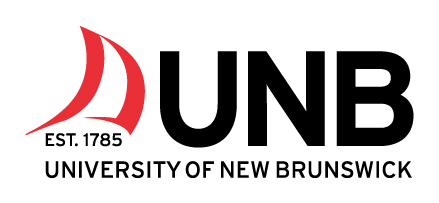 UNB
EST. 1785
UNIVERSITY OF NEW BRUNSWICK